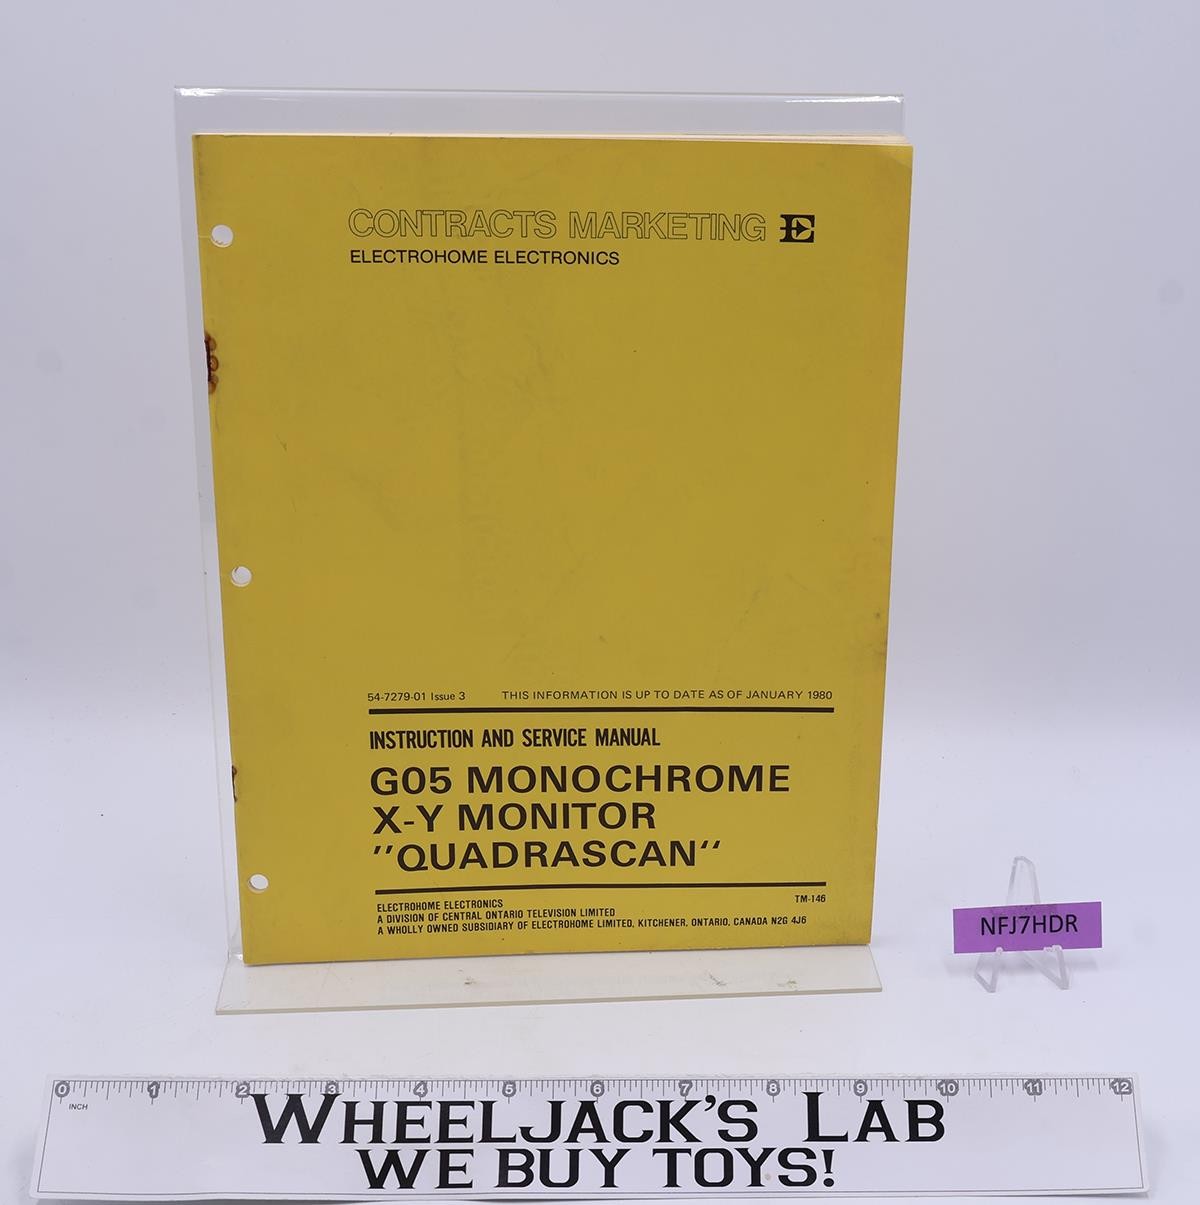 CONTRACTS MARKETING E
ELECTROHOME ELECTRONICS
54-7279-01 Issue 3 THIS INFORMATION IS UP TO DATE AS OF JANUARY 1980
INSTRUCTION AND SERVICE MANUAL
G05 MONOCHROME
X-Y MONITOR
"QUADRASCAN"
ELECTROHOME ELECTRONICS TM-146
A DIVISION OF CENTRAL ONTARIO TELEVISION LIMITED
A WHOLLY OWNED SUBSIDIARY OF ELECTROHOME LIMITED, KITCHENER, ONTARIO, CANADA N2G 4J6
NFJ7HDR
0 1 2 3 4 5 6 7 8 9 10 11 12
INCH
WHEELJACK'S LAB
WE BUY TOYS!